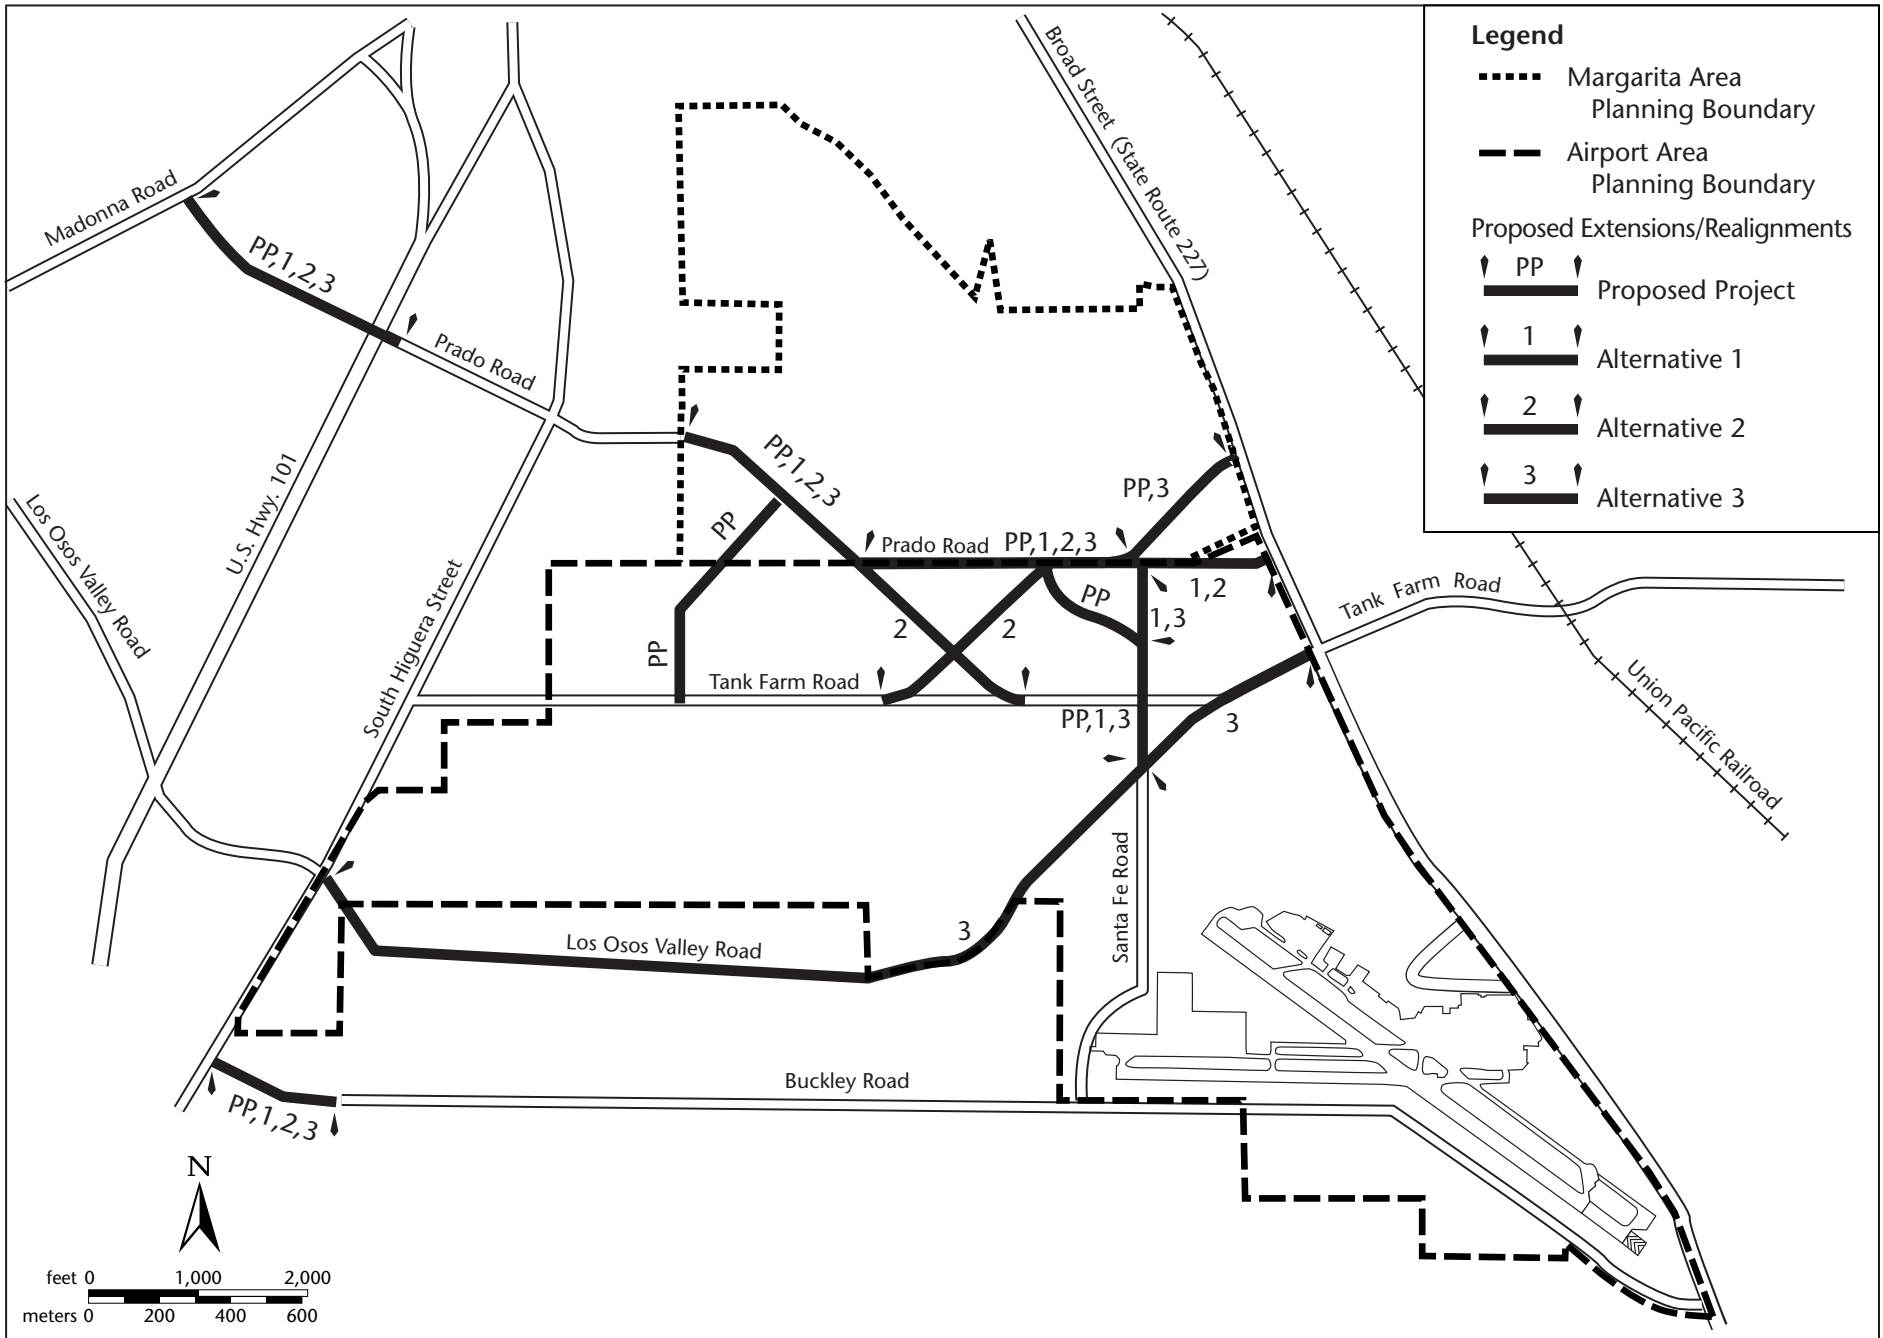 Legend
Margarita Area
Planning Boundary
Airport Area
Planning Boundary
Proposed Extensions/Realignments
PP
Proposed Project
1
Alternative 1
2
Alternative 2
3
Alternative 3
Broad Street (State Route 227)
Madonna Road
PP,1,2,3
Prado Road
U.S. Hwy. 101
Los Osos Valley Road
South Higuera Street
PP,1,2,3
PP,3
PP
Prado Road
PP,1,2,3
1,2
PP
1,3
Tank Farm Road
2
2
PP
Tank Farm Road
PP,1,3
3
Union Pacific Railroad
Santa Fe Road
3
Los Osos Valley Road
Buckley Road
PP,1,2,3
N
feet 0 1,000 2,000
meters 0 200 400 600